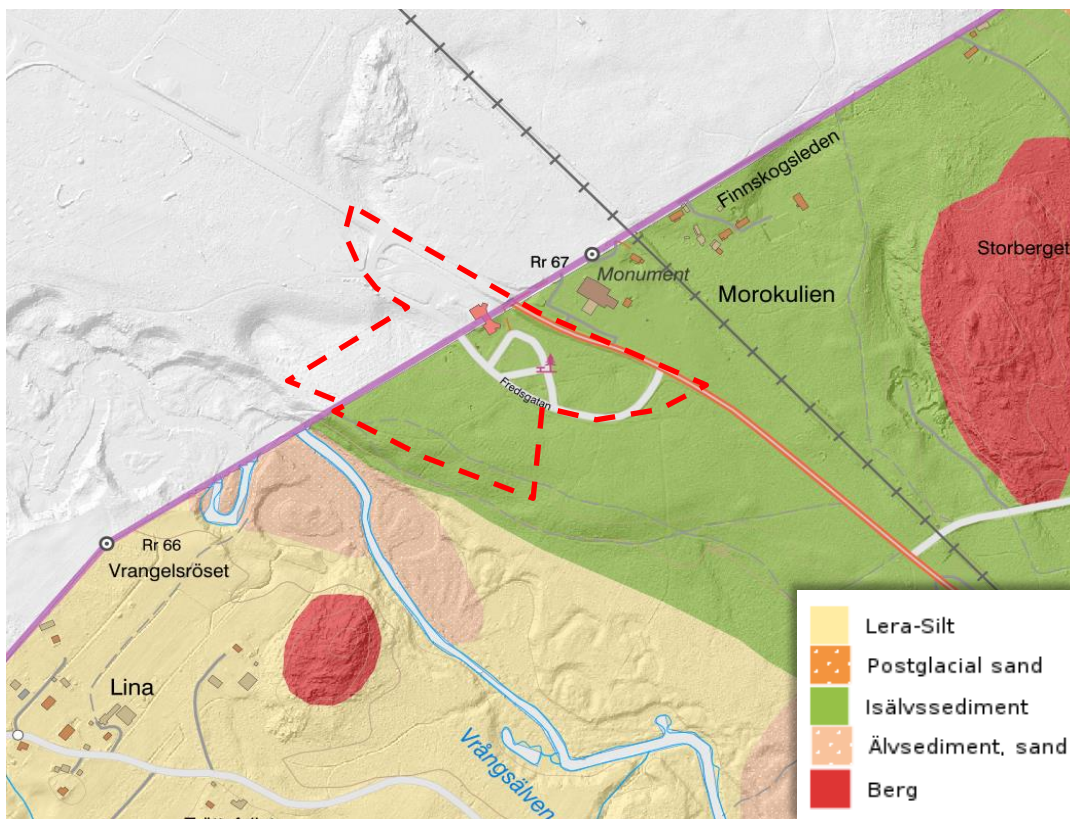 Finnskogsleden
Storberget
Rr 67
Monument
Morokulien
Fredsgatan
Rr 66
Vrangelsröset
Lina
Vrångsälven
Lera-Silt
Postglacial sand
Isälvssediment
Älvsediment, sand
Berg